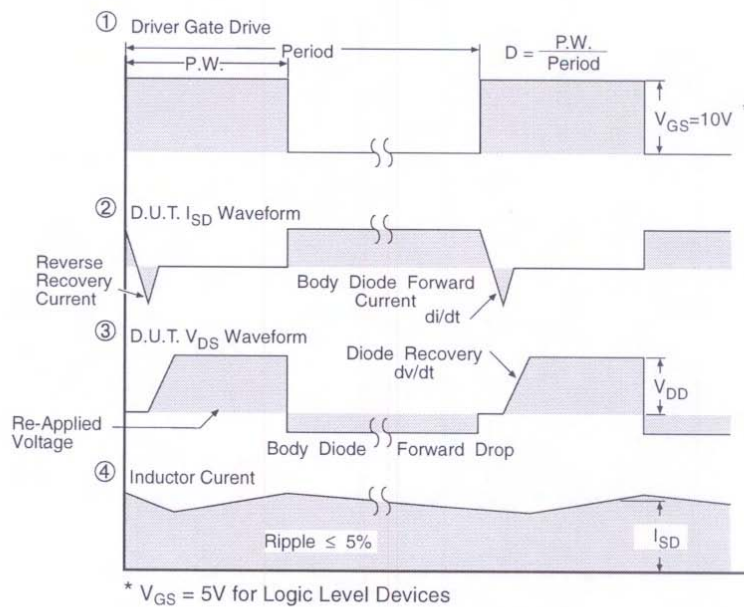 ① Driver Gate Drive
Period
P.W.
D = P.W. / Period
V_GS=10V *
② D.U.T. I_SD Waveform
Reverse
Recovery
Current
Body Diode Forward
Current
di/dt
③ D.U.T. V_DS Waveform
Diode Recovery
dv/dt
V_DD
Re-Applied
Voltage
Body Diode Forward Drop
④ Inductor Curent
Ripple ≤ 5%
I_SD
* V_GS = 5V for Logic Level Devices